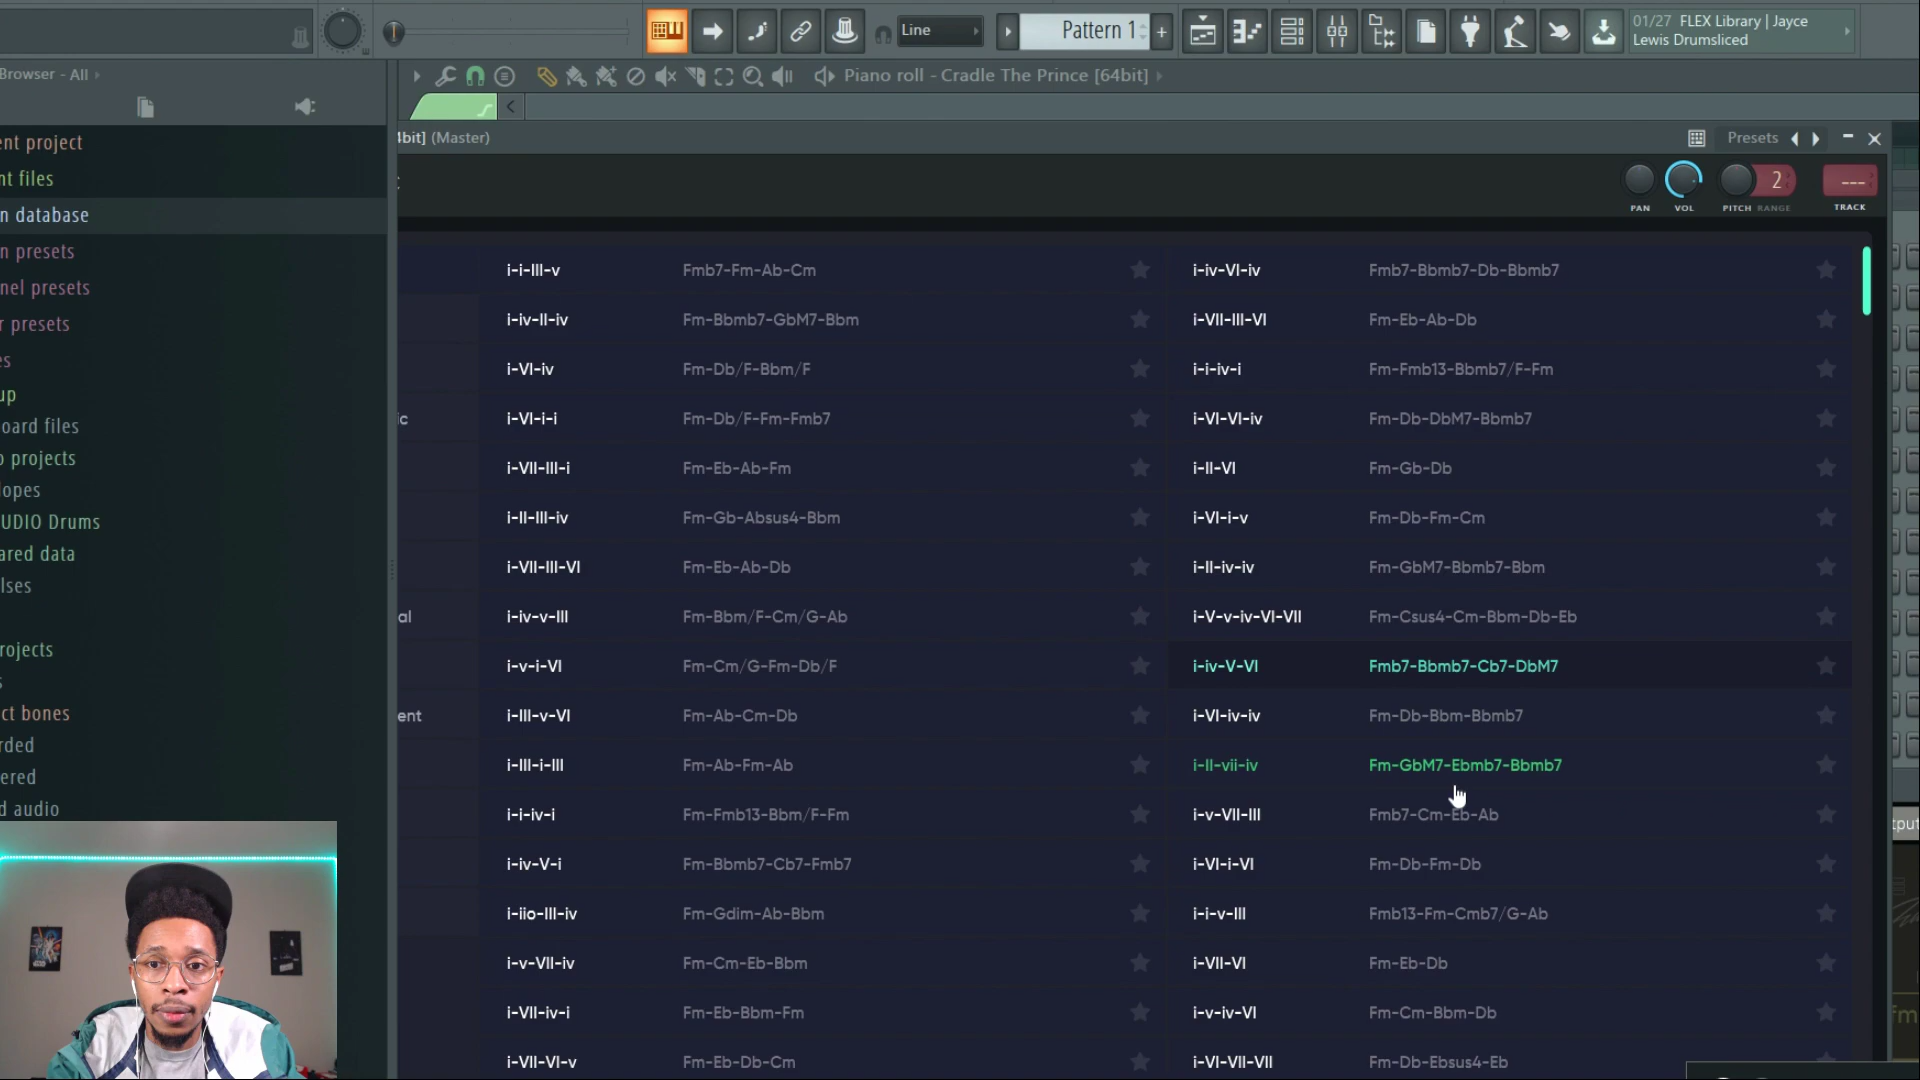 Line
Pattern 1
01/27 FLEX Library | Jayce
Lewis Drumsliced
Browser - All
Piano roll - Cradle The Prince [64bit]
ent project
nt files
n database
n presets
nel presets
r presets
es
up
oard files
o projects
lopes
UDIO Drums
ared data
lses
rojects
s
ct bones
rded
ered
d audio
4bit] (Master)
Presets
2
---
PAN
VOL
PITCH RANGE
TRACK
ic
al
ent
i-i-III-v Fmb7-Fm-Ab-Cm
i-iv-II-iv Fm-Bbmb7-GbM7-Bbm
i-VI-iv Fm-Db/F-Bbm/F
i-VI-i-i Fm-Db/F-Fm-Fmb7
i-VII-III-i Fm-Eb-Ab-Fm
i-II-III-iv Fm-Gb-Absus4-Bbm
i-VII-III-VI Fm-Eb-Ab-Db
i-iv-v-III Fm-Bbm/F-Cm/G-Ab
i-v-i-VI Fm-Cm/G-Fm-Db/F
i-III-v-VI Fm-Ab-Cm-Db
i-III-i-III Fm-Ab-Fm-Ab
i-i-iv-i Fm-Fmb13-Bbm/F-Fm
i-iv-V-i Fm-Bbmb7-Cb7-Fmb7
i-iio-III-iv Fm-Gdim-Ab-Bbm
i-v-VII-iv Fm-Cm-Eb-Bbm
i-VII-iv-i Fm-Eb-Bbm-Fm
i-VII-VI-v Fm-Eb-Db-Cm
i-iv-VI-iv Fmb7-Bbmb7-Db-Bbmb7
i-VII-III-VI Fm-Eb-Ab-Db
i-i-iv-i Fm-Fmb13-Bbmb7/F-Fm
i-VI-VI-iv Fm-Db-DbM7-Bbmb7
i-II-VI Fm-Gb-Db
i-VI-i-v Fm-Db-Fm-Cm
i-II-iv-iv Fm-GbM7-Bbmb7-Bbm
i-V-v-iv-VI-VII Fm-Csus4-Cm-Bbm-Db-Eb
i-iv-V-VI Fmb7-Bbmb7-Cb7-DbM7
i-VI-iv-iv Fm-Db-Bbm-Bbmb7
i-II-vii-iv Fm-GbM7-Ebmb7-Bbmb7
i-v-VII-III Fmb7-Cm-Eb-Ab
i-VI-i-VI Fm-Db-Fm-Db
i-i-v-III Fmb13-Fm-Cmb7/G-Ab
i-VII-VI Fm-Eb-Db
i-v-iv-VI Fm-Cm-Bbm-Db
i-VI-VII-VII Fm-Db-Ebsus4-Eb
tput
Fm